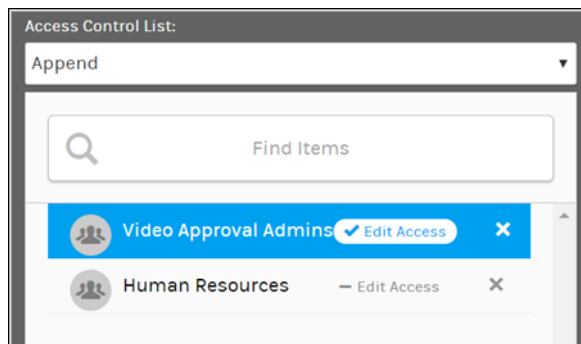 Access Control List:
Append
Find Items
Video Approval Admins Edit Access
Human Resources Edit Access